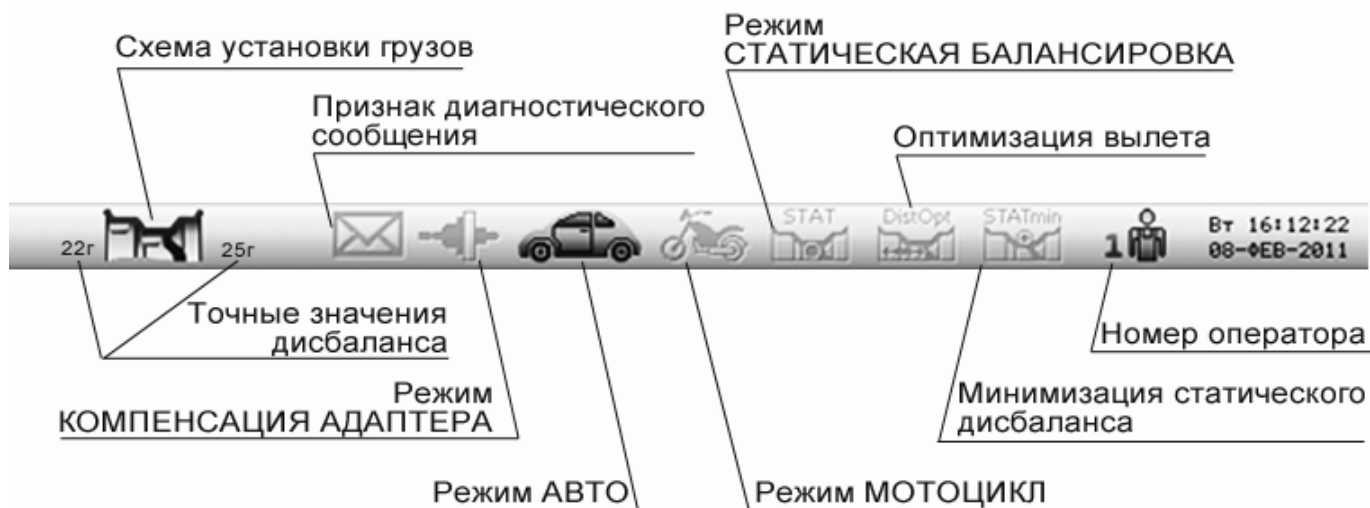 Схема установки грузов
Режим
СТАТИЧЕСКАЯ БАЛАНСИРОВКА
Признак диагностического
сообщения
Оптимизация вылета
STAT
DistOpt
STATmin
22г
25г
1
Вт 16:12:22
08-ФЕВ-2011
Точные значения
дисбаланса
Номер оператора
Режим
КОМПЕНСАЦИЯ АДАПТЕРА
Минимизация статического
дисбаланса
Режим АВТО
Режим МОТОЦИКЛ